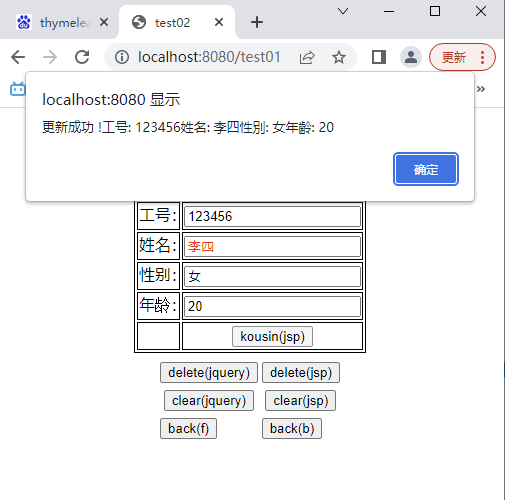 thymelea
test02
localhost:8080/test01
更新
localhost:8080 显示
更新成功 !工号: 123456姓名: 李四性别: 女年龄: 20
确定
工号: 123456
姓名: 李四
性别: 女
年龄: 20
kousin(jsp)
delete(jquery) delete(jsp)
clear(jquery) clear(jsp)
back(f) back(b)